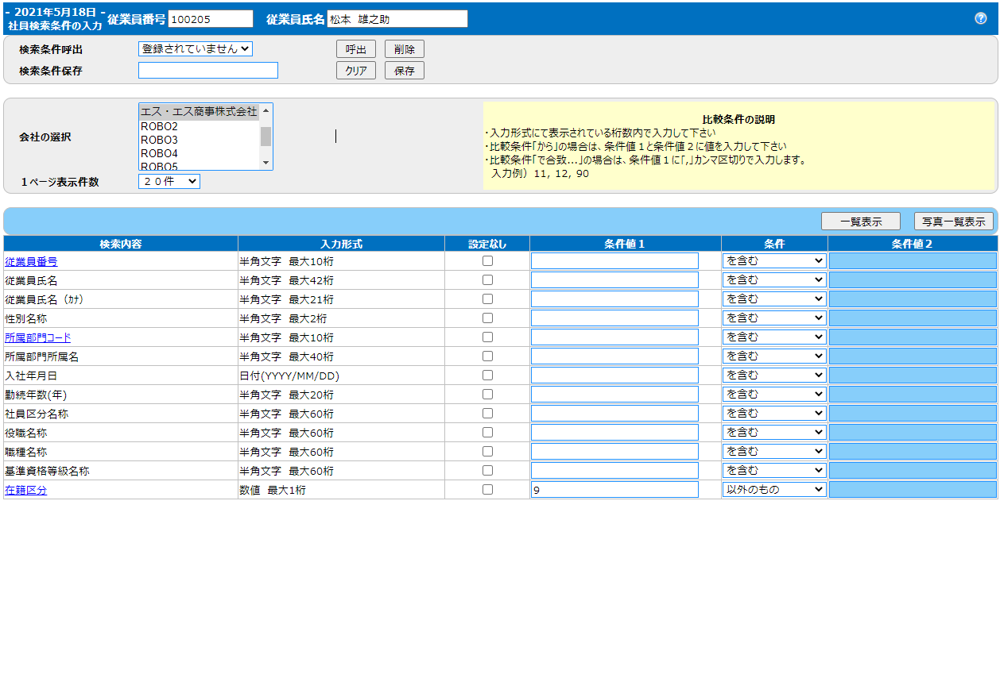 - 2021年5月18日 -
社員検索条件の入力
従業員番号 100205 従業員氏名 松本 雄之助
検索条件呼出 登録されていません 呼出 削除
検索条件保存 クリア 保存
会社の選択
エス・エス商事株式会社
ROBO2
ROBO3
ROBO4
ROBO5
1ページ表示件数 20件
比較条件の説明
・入力形式にて表示されている桁数内で入力して下さい
・比較条件「から」の場合は、条件値1と条件値2に値を入力して下さい
・比較条件「で合致...」の場合は、条件値1に「,」カンマ区切りで入力します。
入力例) 11, 12, 90
一覧表示 写真一覧表示
検索内容 入力形式 設定なし 条件値1 条件 条件値2
従業員番号 半角文字 最大10桁 を含む
従業員氏名 半角文字 最大42桁 を含む
従業員氏名(カナ) 半角文字 最大21桁 を含む
性別名称 半角文字 最大2桁 を含む
所属部門コード 半角文字 最大10桁 を含む
所属部門所属名 半角文字 最大40桁 を含む
入社年月日 日付(YYYY/MM/DD) を含む
勤続年数(年) 半角文字 最大20桁 を含む
社員区分名称 半角文字 最大60桁 を含む
役職名称 半角文字 最大60桁 を含む
職種名称 半角文字 最大60桁 を含む
基準資格等級名称 半角文字 最大60桁 を含む
在籍区分 数値 最大1桁 9 以外のもの